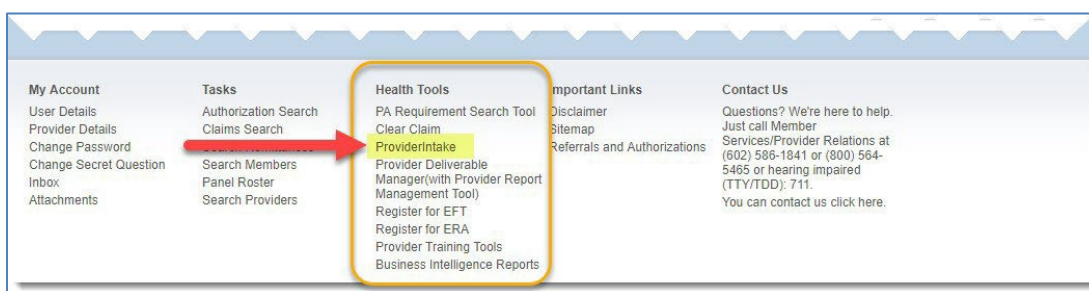 My Account
User Details
Provider Details
Change Password
Change Secret Question
Inbox
Attachments
Tasks
Authorization Search
Claims Search
Search Remittances
Search Members
Panel Roster
Search Providers
Health Tools
PA Requirement Search Tool
Clear Claim
ProviderIntake
Provider Deliverable
Manager(with Provider Report
Management Tool)
Register for EFT
Register for ERA
Provider Training Tools
Business Intelligence Reports
mportant Links
Disclaimer
Sitemap
Referrals and Authorizations
Contact Us
Questions? We're here to help.
Just call Member
Services/Provider Relations at
(602) 586-1841 or (800) 564-
5465 or hearing impaired
(TTY/TDD): 711.
You can contact us click here.